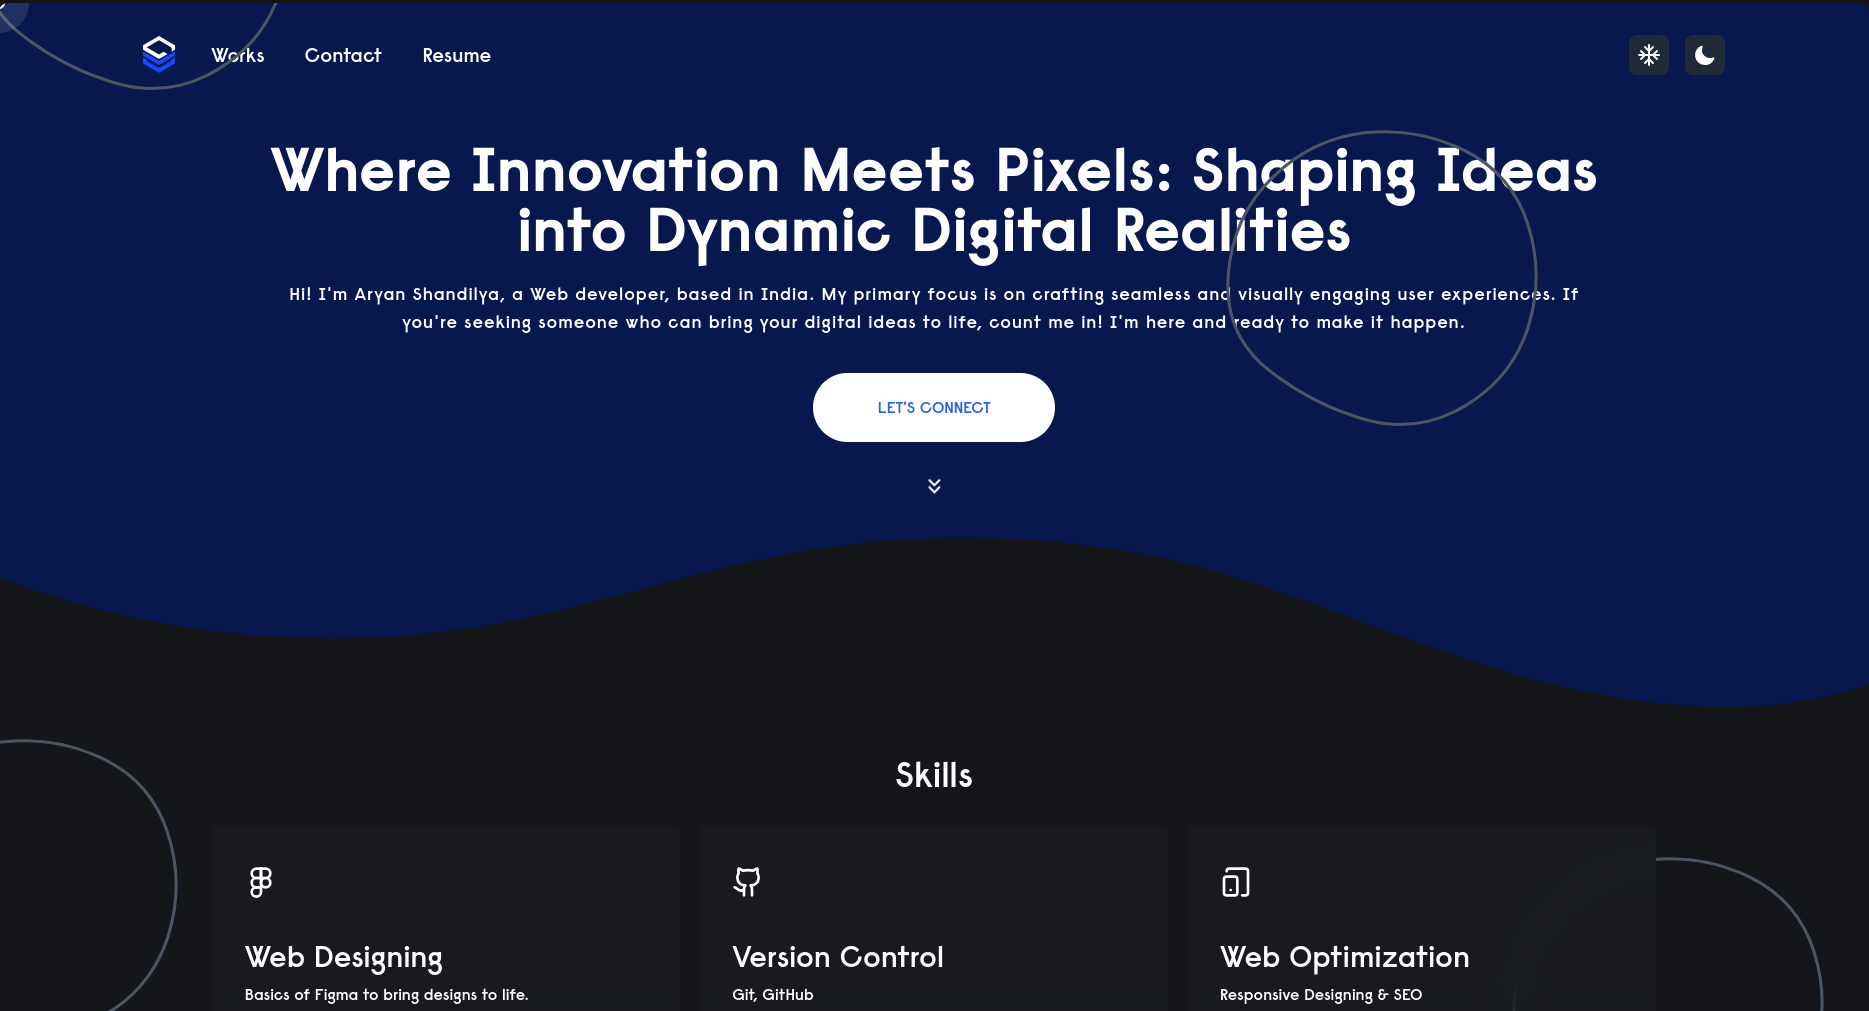 Works Contact Resume
Where Innovation Meets Pixels: Shaping Ideas
into Dynamic Digital Realities
Hi! I'm Aryan Shandilya, a Web developer, based in India. My primary focus is on crafting seamless and visually engaging user experiences. If
you're seeking someone who can bring your digital ideas to life, count me in! I'm here and ready to make it happen.
LET'S CONNECT
Skills
Web Designing
Basics of Figma to bring designs to life.
Version Control
Git, GitHub
Web Optimization
Responsive Designing & SEO